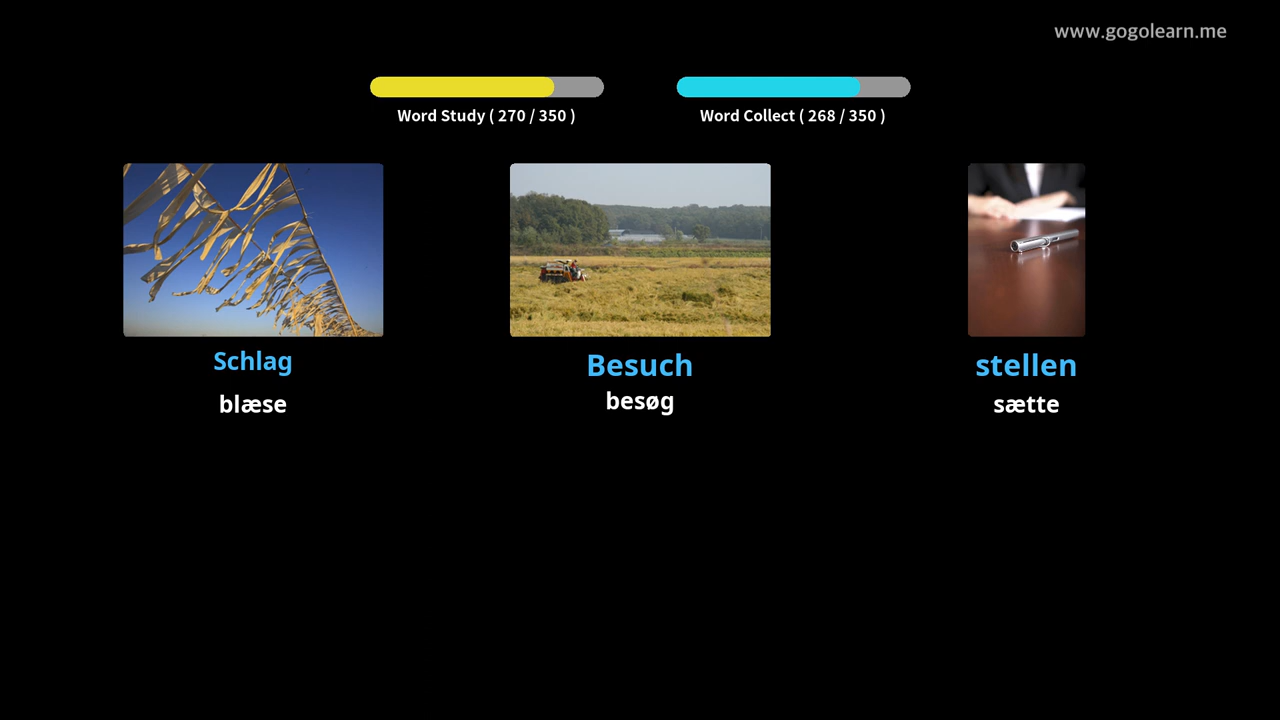 www.gogolearn.me
Word Study ( 270 / 350 )
Word Collect ( 268 / 350 )
Schlag
Besuch
stellen
blæse
besøg
sætte